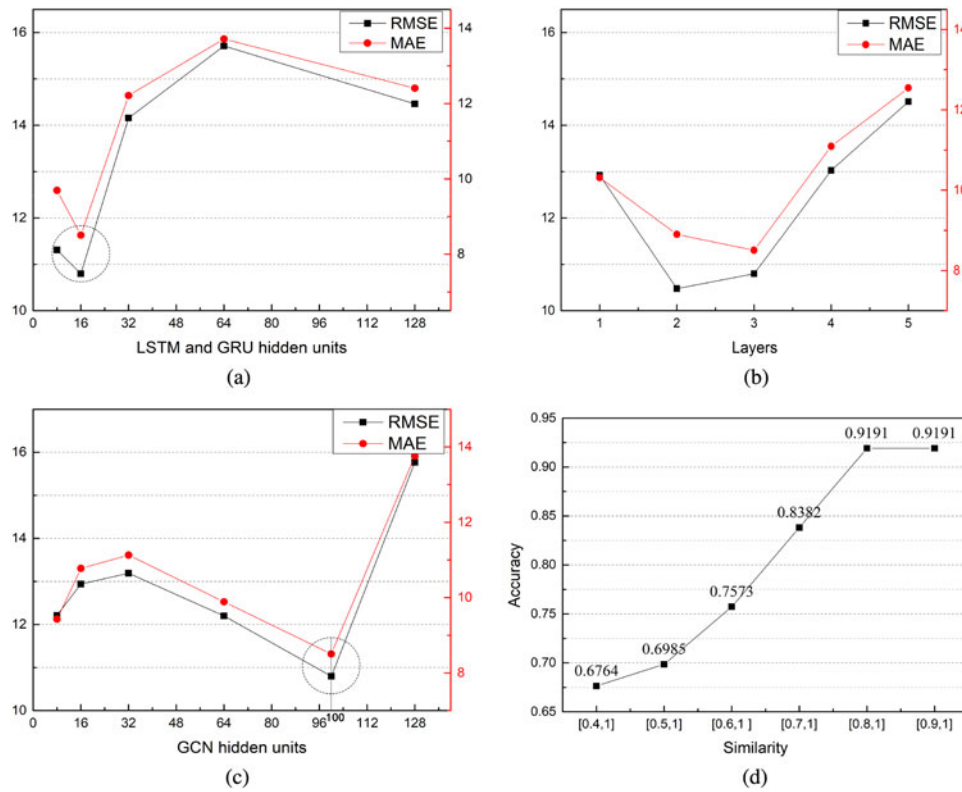 RMSE
MAE
16
14
12
10
14
12
10
8
0 16 32 48 64 80 96 112 128
LSTM and GRU hidden units
(a)
RMSE
MAE
16
14
12
10
14
12
10
8
1 2 3 4 5
Layers
(b)
RMSE
MAE
16
14
12
10
14
12
10
8
0 16 32 48 64 80 96 100 112 128
GCN hidden units
(c)
0.95
0.90
0.85
0.80
0.75
0.70
0.65
Accuracy
0.6764
0.6985
0.7573
0.8382
0.9191
0.9191
[0.4,1] [0.5,1] [0.6,1 ] [0.7,1] [0.8,1] [0.9,1]
Similarity
(d)